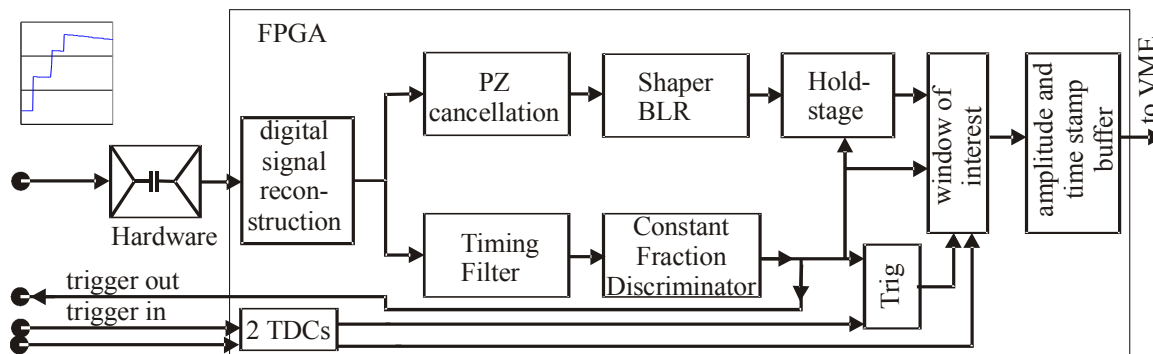 FPGA
PZ
cancellation
Shaper
BLR
Hold-
stage
window of
interest
amplitude and
time stamp
buffer
to VME
digital
signal
recon-
struction
Hardware
Timing
Filter
Constant
Fraction
Discriminator
Trig
trigger out
trigger in
2 TDCs